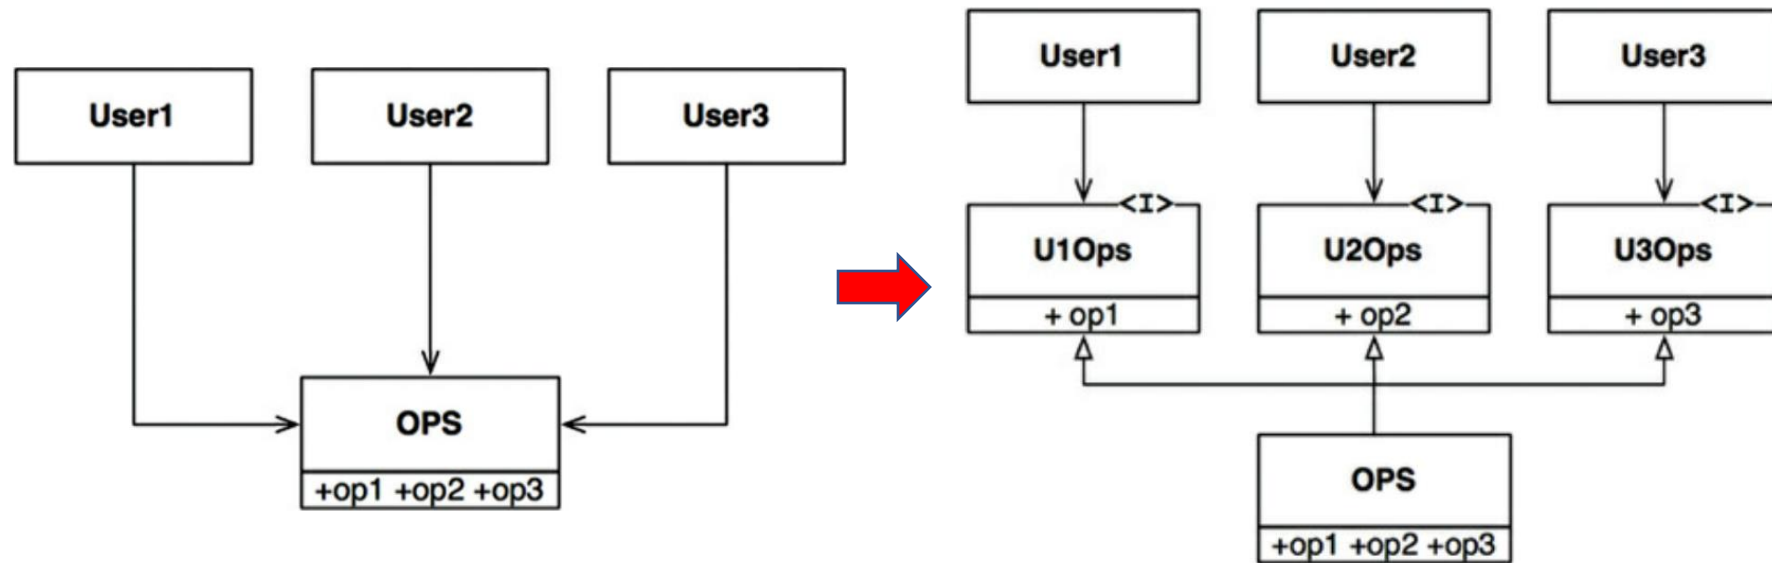 User1
User2
User3
OPS
+op1 +op2 +op3
User1
User2
User3
<I>
<I>
<I>
U1Ops
U2Ops
U3Ops
+ op1
+ op2
+ op3
OPS
+op1 +op2 +op3